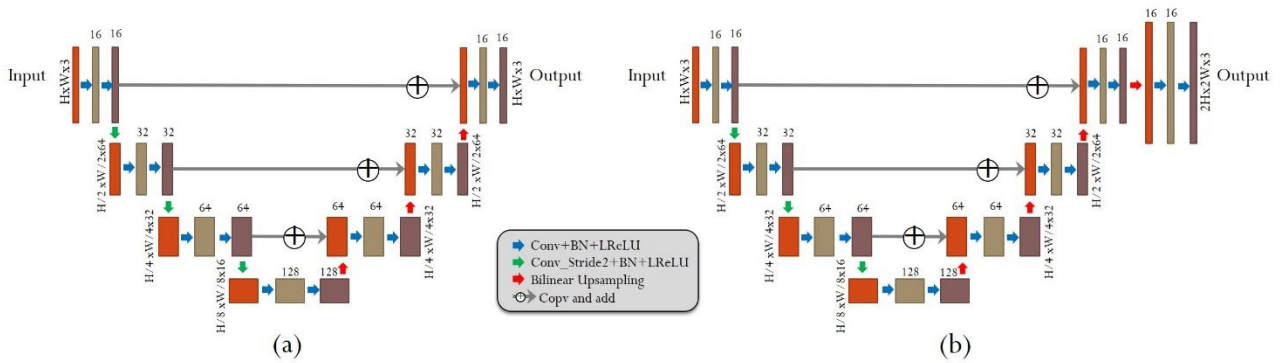 16 16
16 16
Input
HxWx3
HxWx3
Output
32 32
32 32
H/2 xW/2x64
H/2 xW/2x64
64 64
64 64
H/4 xW/4x32
H/4 xW/4x32
128 128
H/8 xW/8x16
(a)
Conv+BN+LReLU
Conv_Stride2+BN+LReLU
Bilinear Upsampling
Copy and add
16 16
16 16
16 16
Input
HxWx3
2Hx2Wx3
Output
32 32
32 32
H/2 xW/2x64
H/2 xW/2x64
64 64
64 64
H/4 xW/4x32
H/4 xW/4x32
128 128
H/8 xW/8x16
(b)